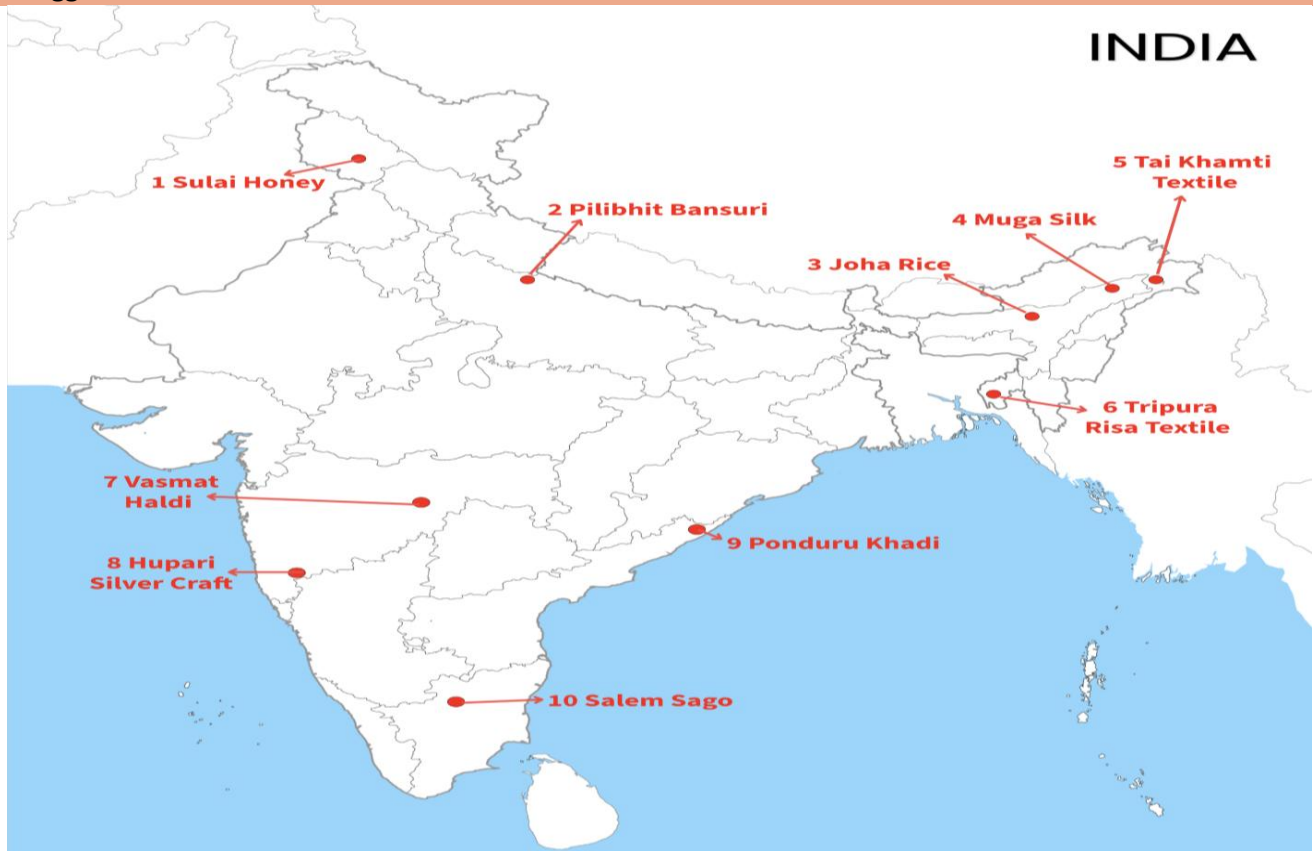 INDIA
1 Sulai Honey
2 Pilibhit Bansuri
3 Joha Rice
4 Muga Silk
5 Tai Khamti
Textile
6 Tripura
Risa Textile
7 Vasmat
Haldi
8 Hupari
Silver Craft
9 Ponduru Khadi
10 Salem Sago